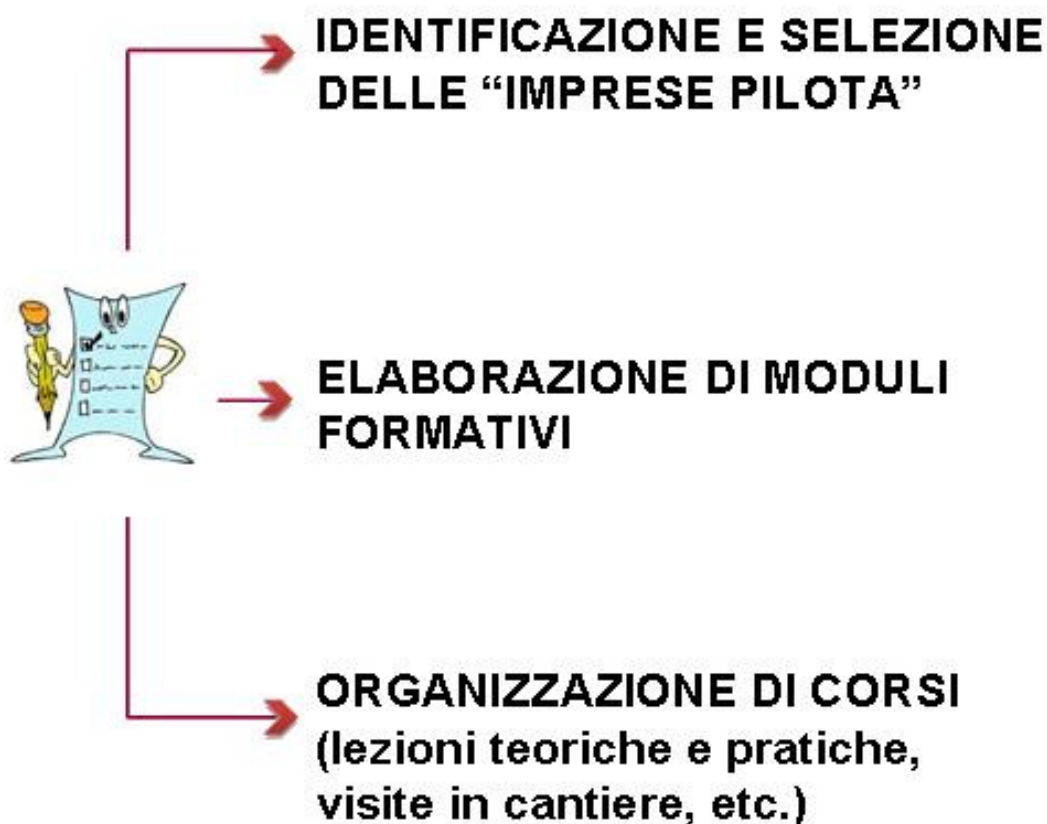 IDENTIFICAZIONE E SELEZIONE
DELLE “IMPRESE PILOTA”
ELABORAZIONE DI MODULI
FORMATIVI
ORGANIZZAZIONE DI CORSI
(lezioni teoriche e pratiche,
visite in cantiere, etc.)